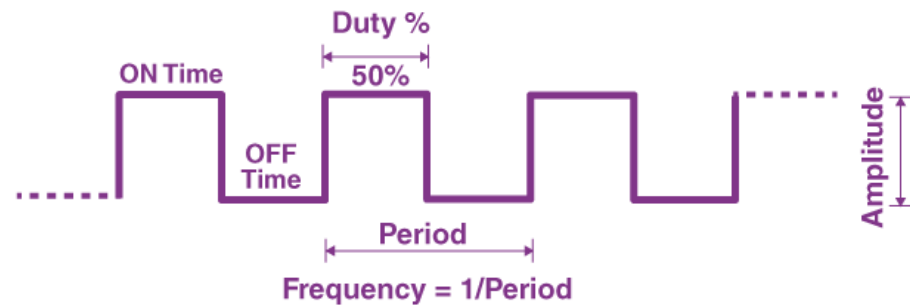 Duty %
ON Time
50%
OFF
Time
Amplitude
Period
Frequency = 1/Period